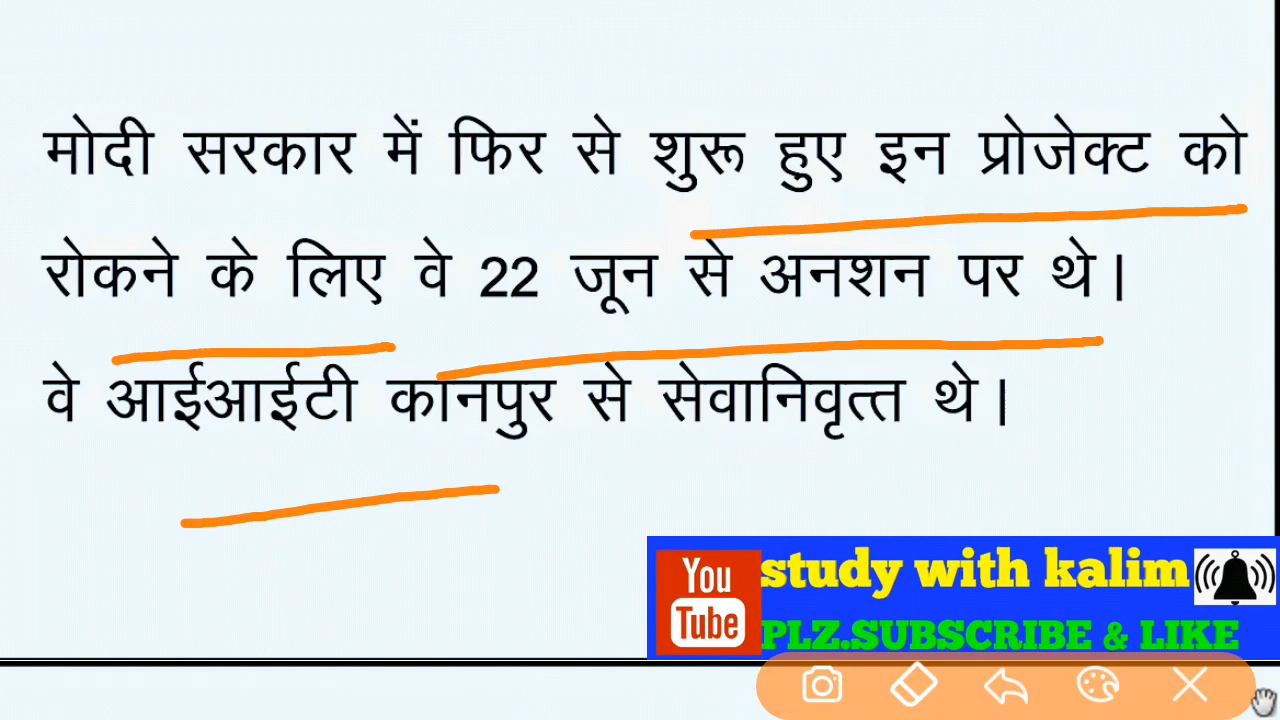 मोदी सरकार में फिर से शुरू हुए इन प्रोजेक्ट को
रोकने के लिए वे 22 जून से अनशन पर थे।
वे आईआईटी कानपुर से सेवानिवृत्त थे।
You
Tube
study with kalim
PLZ.SUBSCRIBE & LIKE